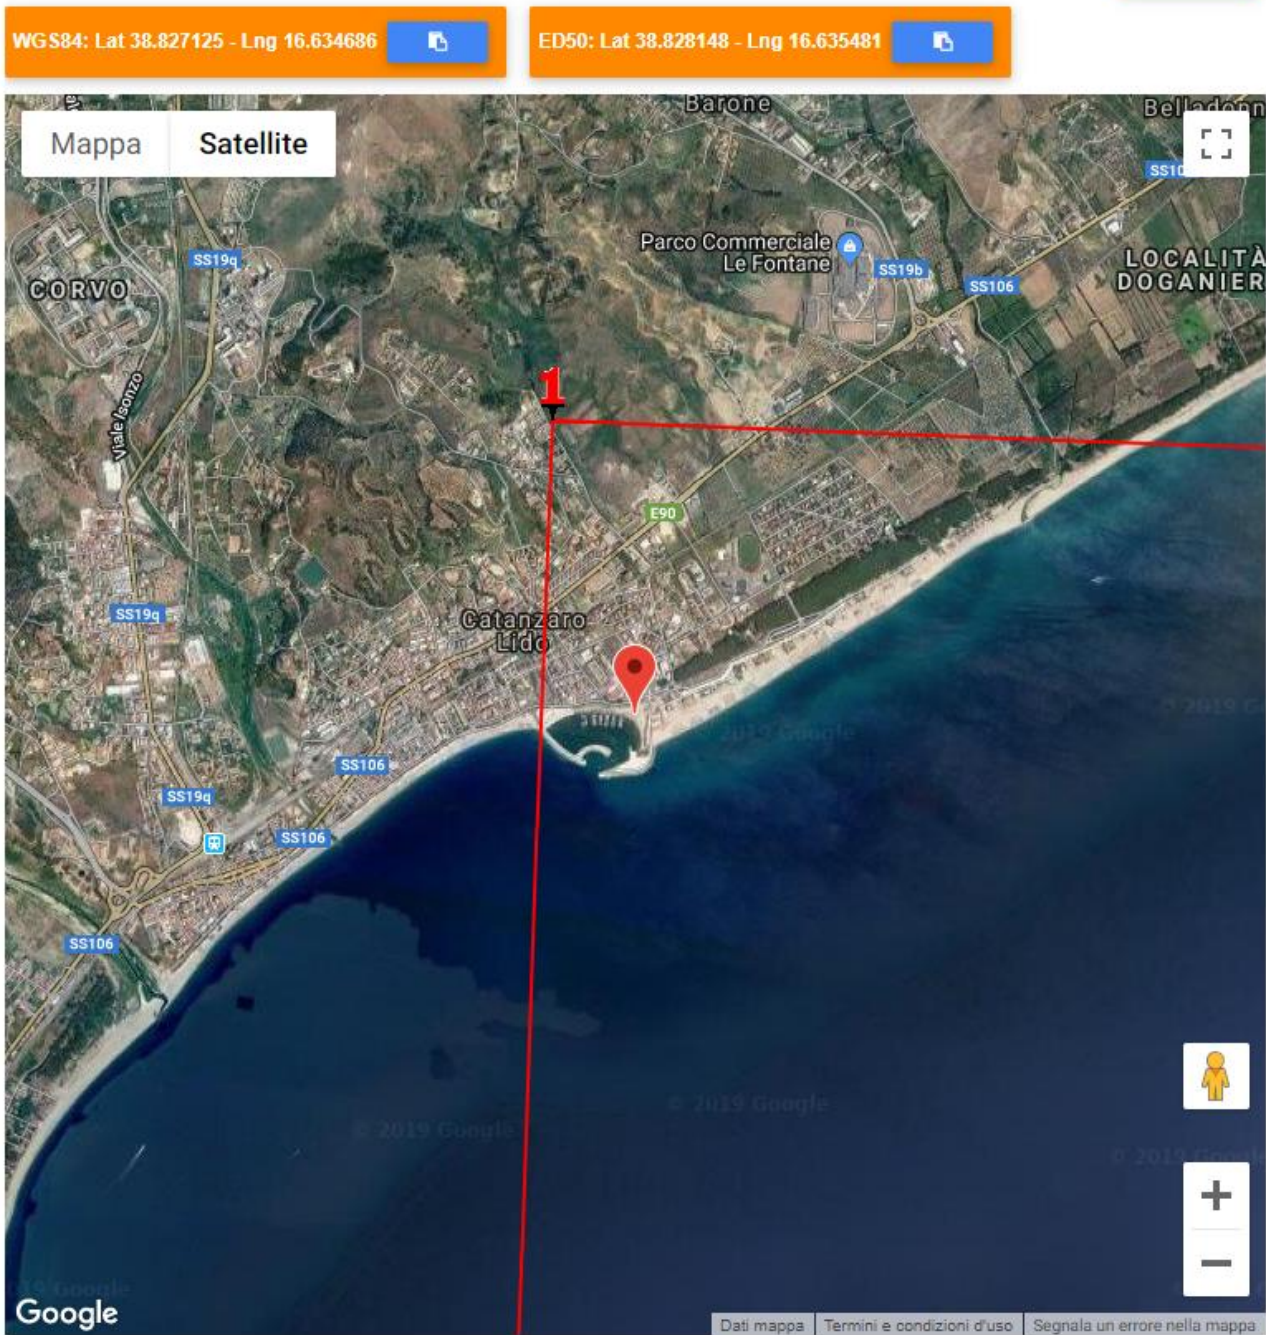 WGS84: Lat 38.827125 - Lng 16.634686
ED50: Lat 38.828148 - Lng 16.635481
Barone
Mappa
Satellite
SS19q
Parco Commerciale
Le Fontane
SS19b
SS106
LOCALITÀ
DOGANIER
CORVO
Viale Isonzo
1
E90
SS19q
Catanzaro
Lido
2019 Google
SS106
SS19q
SS106
SS106
© 2019 Google
© 2019 Google
© 2019 Google
Google
Dati mappa
Termini e condizioni d'uso
Segnala un errore nella mappa